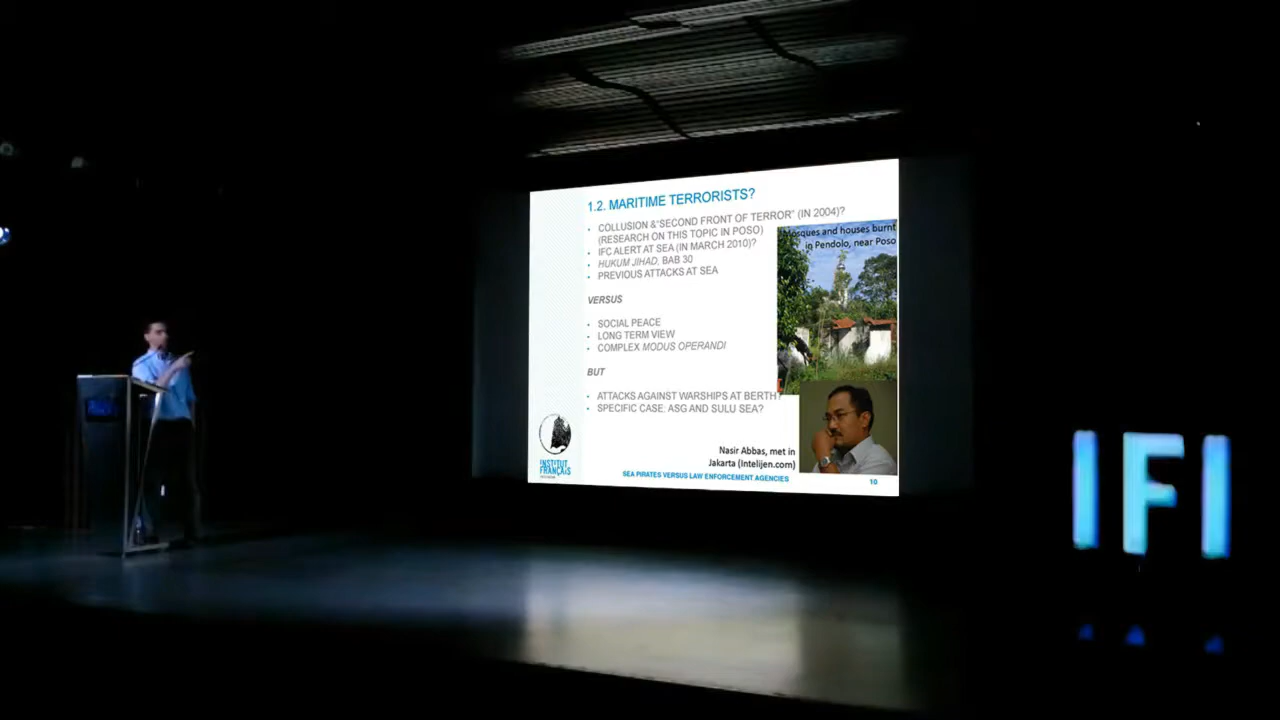 1.2. MARITIME TERRORISTS?
COLLUSION &"SECOND FRONT OF TERROR" (IN 2004)?
(RESEARCH ON THIS TOPIC IN POSO)
IFC ALERT AT SEA (IN MARCH 2010)?
HUKUM JIHAD, BAB 30
PREVIOUS ATTACKS AT SEA
Mosques and houses burnt
in Pendolo, near Poso
VERSUS
SOCIAL PEACE
LONG TERM VIEW
COMPLEX MODUS OPERANDI
BUT
ATTACKS AGAINST WARSHIPS AT BERTH?
SPECIFIC CASE: ASG AND SULU SEA?
Nasir Abbas, met in
Jakarta (Intelijen.com)
INSTITUT
FRANÇAIS
SEA PIRATES VERSUS LAW ENFORCEMENT AGENCIES
10
IFI